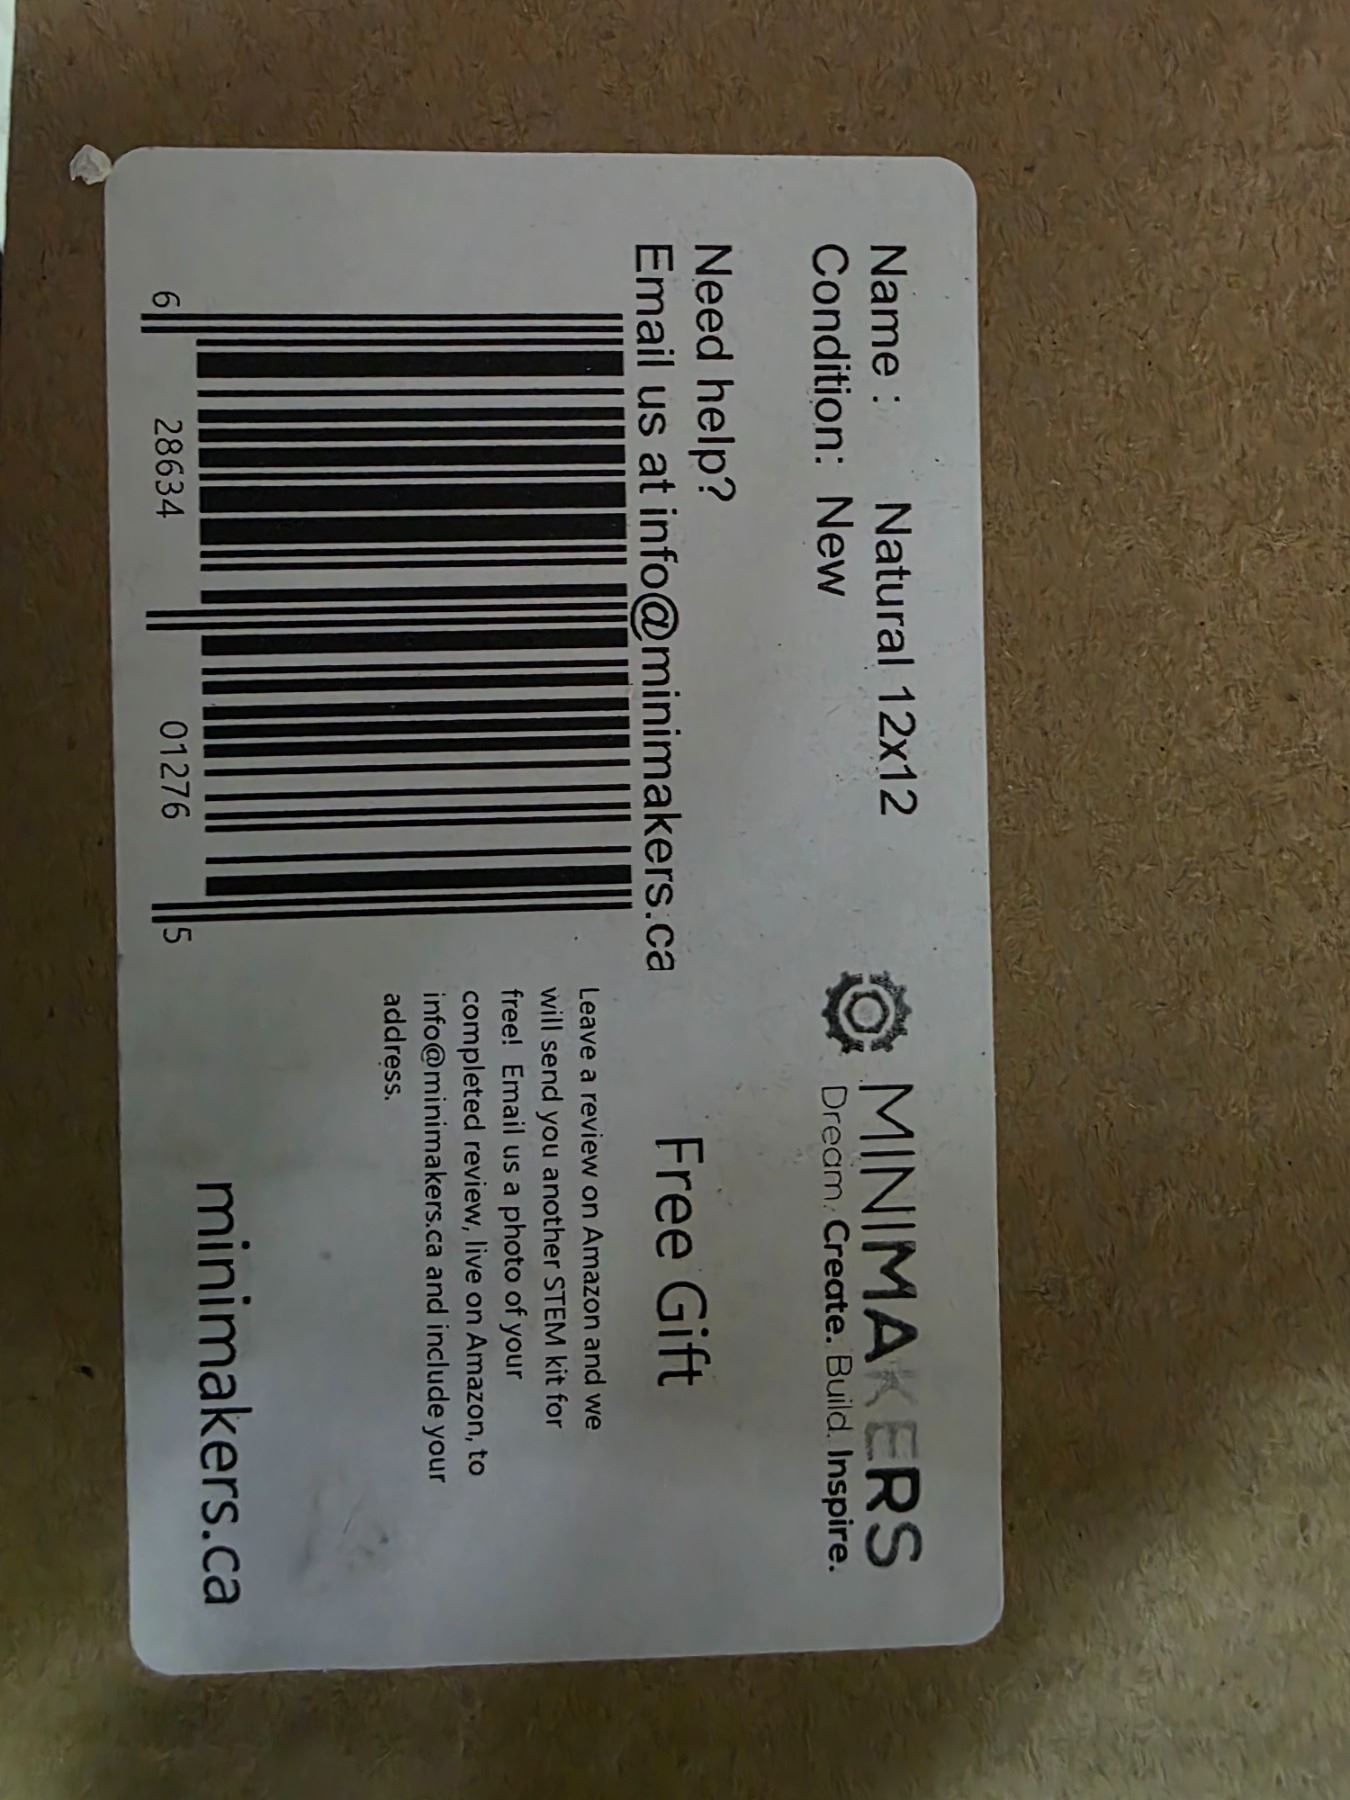 Name :    Natural 12x12
Condition:  New
MINIMAKERS
Dream. Create. Build. Inspire.
Need help?
Email us at info@minimakers.ca
6 28634 01276 5
Free Gift
Leave a review on Amazon and we
will send you another STEM kit for
free!  Email us a photo of your
completed review, live on Amazon, to
info@minimakers.ca and include your
address.
minimakers.ca